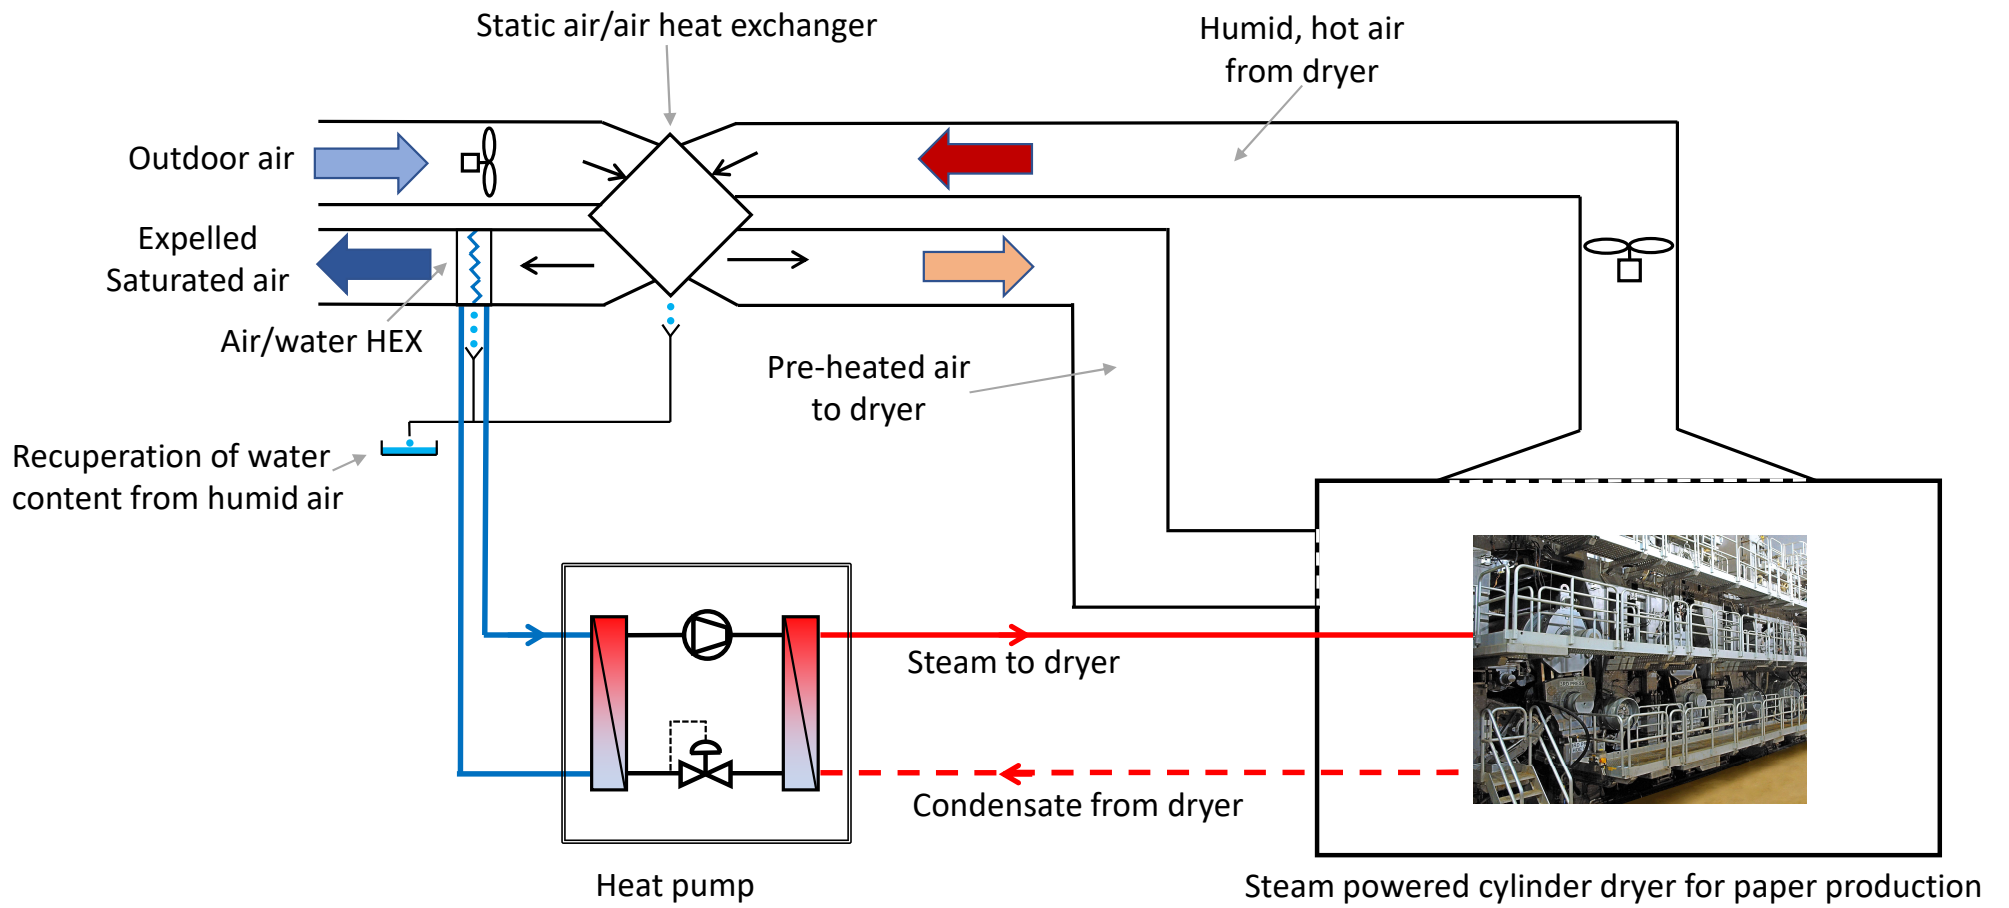 Static air/air heat exchanger
Humid, hot air
from dryer
Outdoor air
Expelled
Saturated air
Air/water HEX
Pre-heated air
to dryer
Recuperation of water
content from humid air
Steam to dryer
Condensate from dryer
Heat pump
Steam powered cylinder dryer for paper production